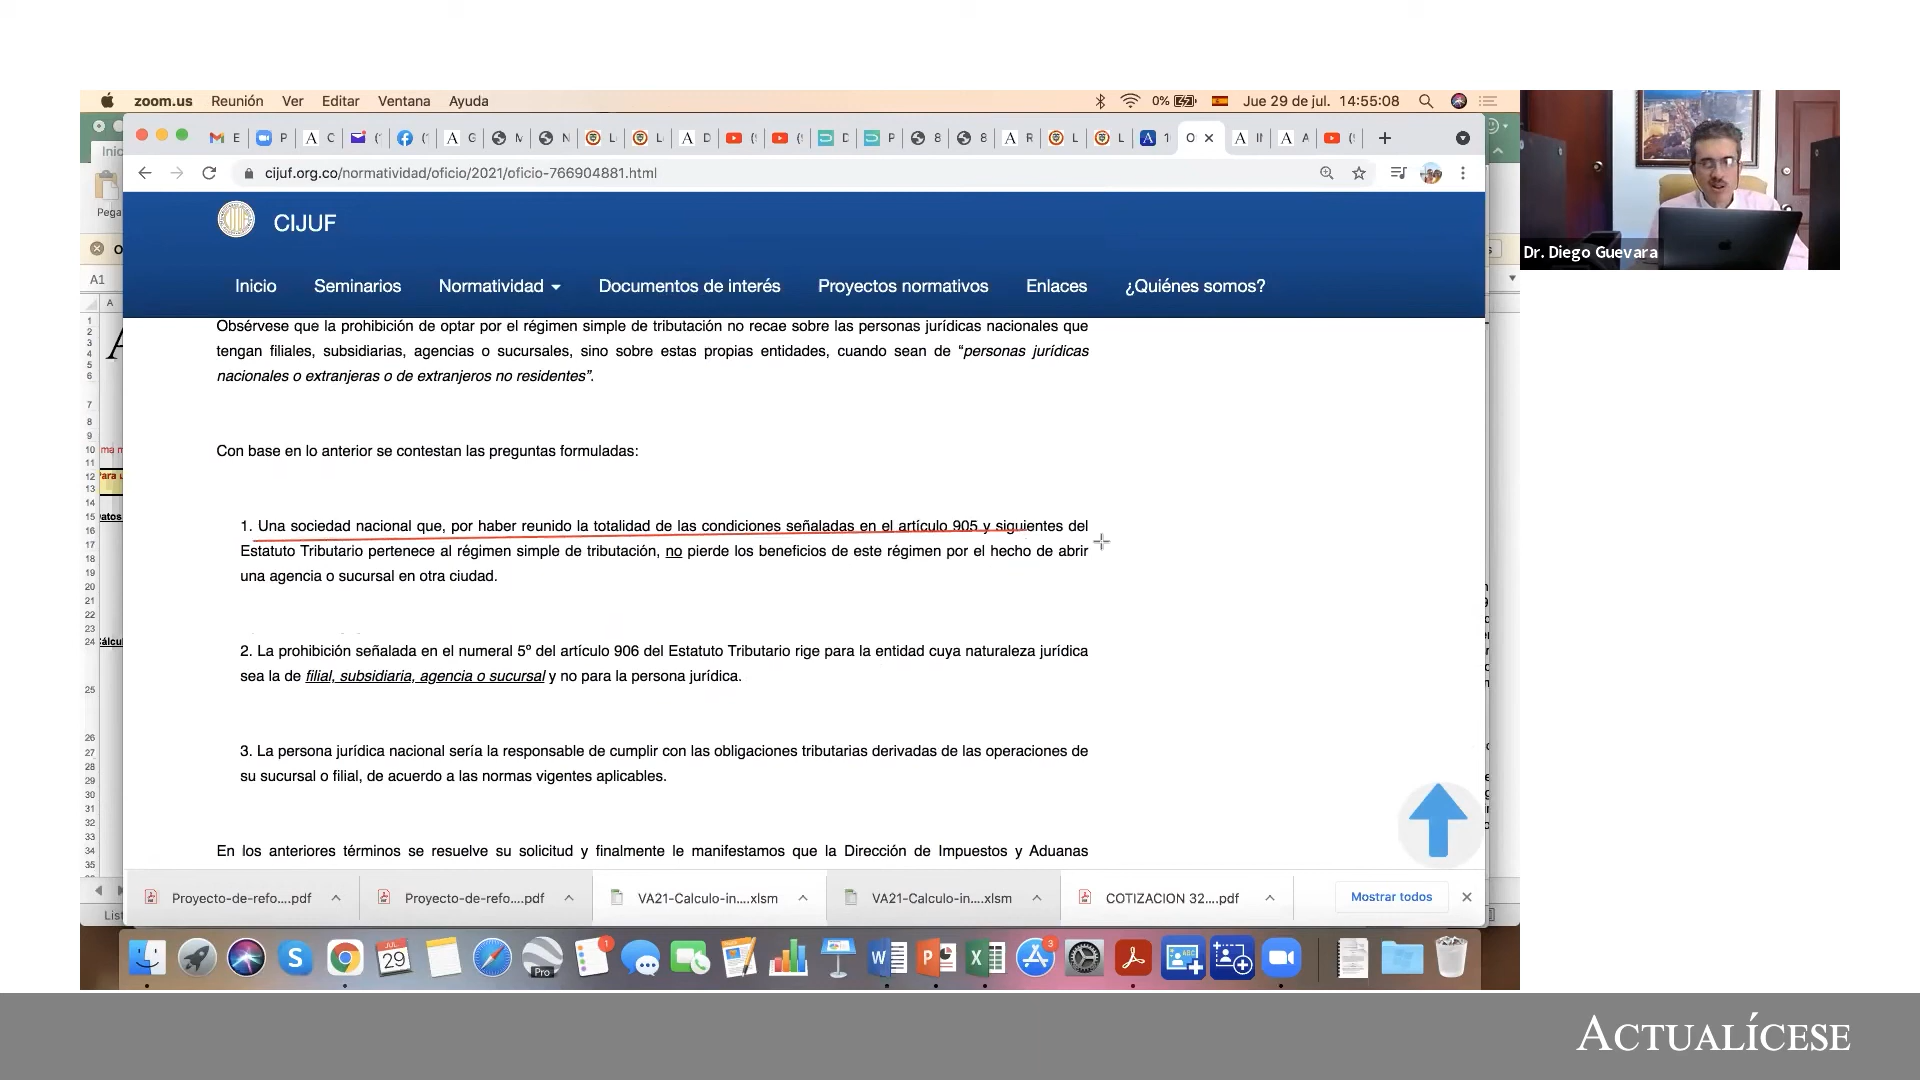 zoom.us Reunión Ver Editar Ventana Ayuda
0% Jue 29 de jul. 14:55:08
cijuf.org.co/normatividad/oficio/2021/oficio-766904881.html
Pega
A1
CIJUF
Inicio Seminarios Normatividad Documentos de interés Proyectos normativos Enlaces ¿Quiénes somos?
Dr. Diego Guevara
Obsérvese que la prohibición de optar por el régimen simple de tributación no recae sobre las personas jurídicas nacionales que
tengan filiales, subsidiarias, agencias o sucursales, sino sobre estas propias entidades, cuando sean de “personas jurídicas
nacionales o extranjeras o de extranjeros no residentes”.
Con base en lo anterior se contestan las preguntas formuladas:
1. Una sociedad nacional que, por haber reunido la totalidad de las condiciones señaladas en el artículo 905 y siguientes del
Estatuto Tributario pertenece al régimen simple de tributación, no pierde los beneficios de este régimen por el hecho de abrir
una agencia o sucursal en otra ciudad.
2. La prohibición señalada en el numeral 5º del artículo 906 del Estatuto Tributario rige para la entidad cuya naturaleza jurídica
sea la de filial, subsidiaria, agencia o sucursal y no para la persona jurídica.
3. La persona jurídica nacional sería la responsable de cumplir con las obligaciones tributarias derivadas de las operaciones de
su sucursal o filial, de acuerdo a las normas vigentes aplicables.
En los anteriores términos se resuelve su solicitud y finalmente le manifestamos que la Dirección de Impuestos y Aduanas
Proyecto-de-refo....pdf Proyecto-de-refo....pdf VA21-Calculo-in....xlsm VA21-Calculo-in....xlsm COTIZACION 32....pdf Mostrar todos
JUL 29
Pro
1
3
ACTUALÍCESE